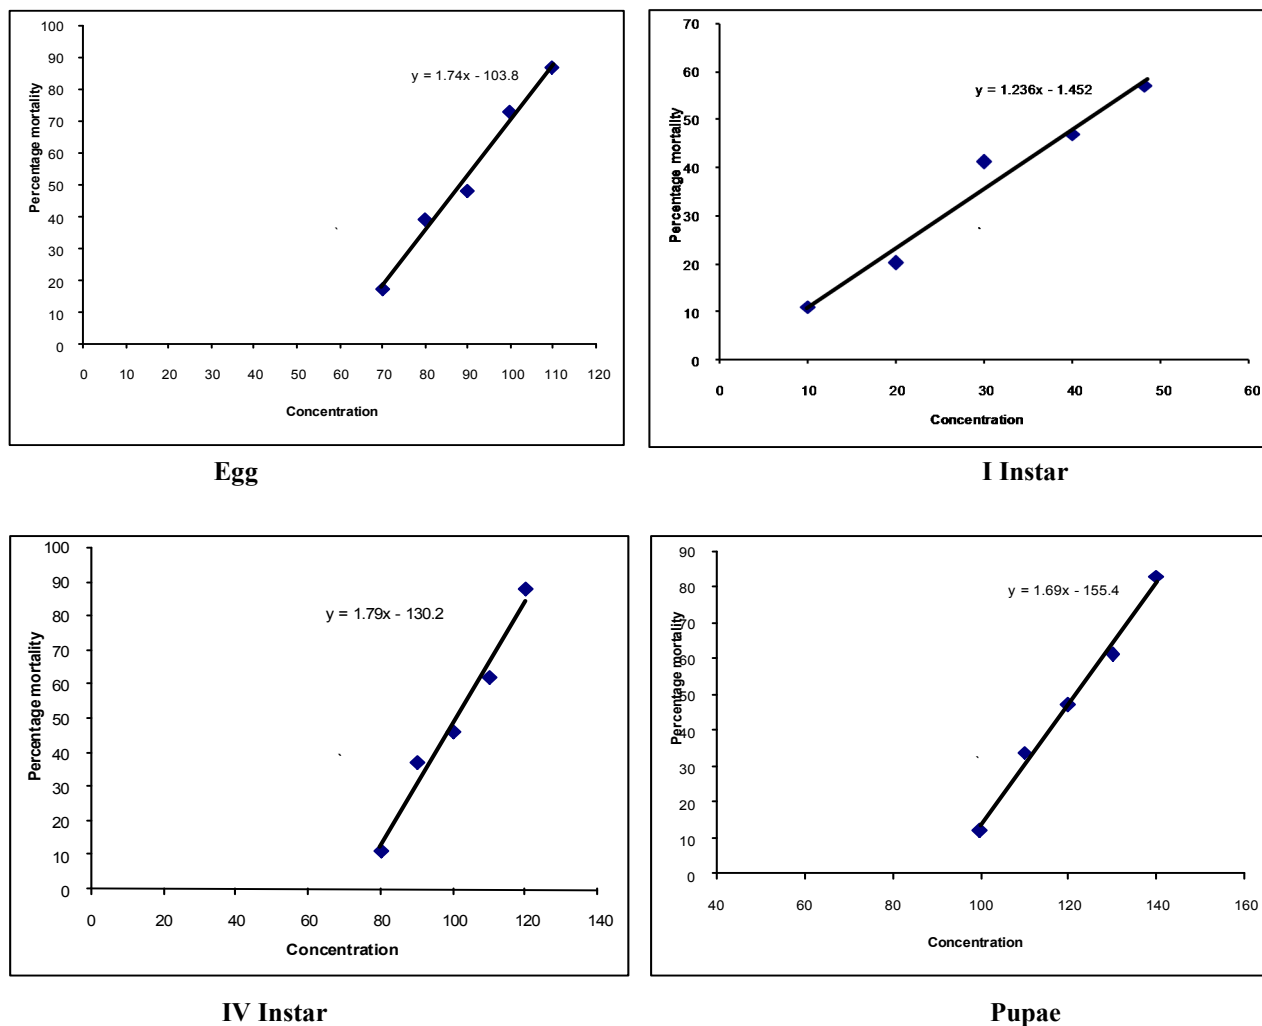 100
90
80
70
60
50
40
30
20
10
0
Percentage mortality
y = 1.74x - 103.8
0 10 20 30 40 50 60 70 80 90 100 110 120
Concentration
Egg
70
60
50
40
30
20
10
0
Percentage mortality
y = 1.236x - 1.452
0 10 20 30 40 50 60
Concentration
I Instar
100
90
80
70
60
50
40
30
20
10
0
Percentage mortality
y = 1.79x - 130.2
0 20 40 60 80 100 120 140
Concentration
IV Instar
90
80
70
60
50
40
30
20
10
0
Percentage mortality
y = 1.69x - 155.4
40 60 80 100 120 140 160
Concentration
Pupae